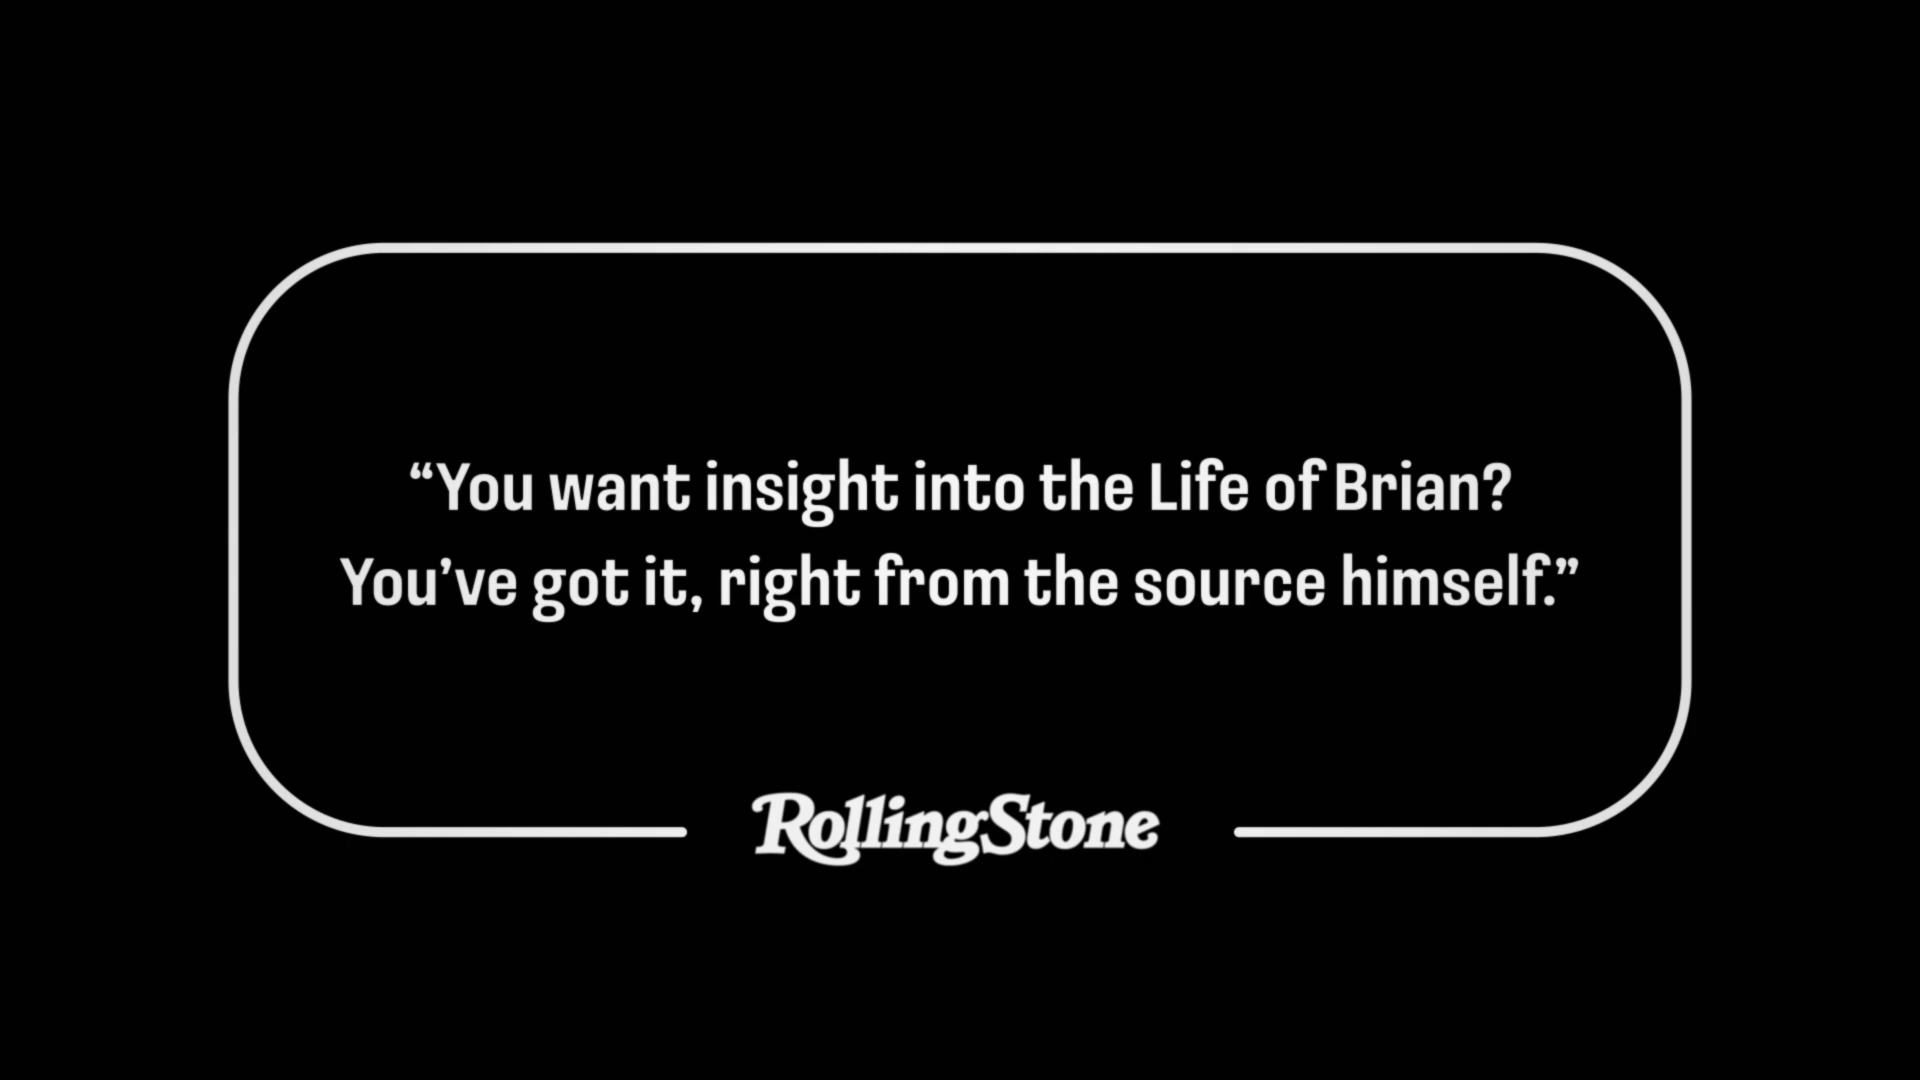 “You want insight into the Life of Brian?
You’ve got it, right from the source himself.”
RollingStone